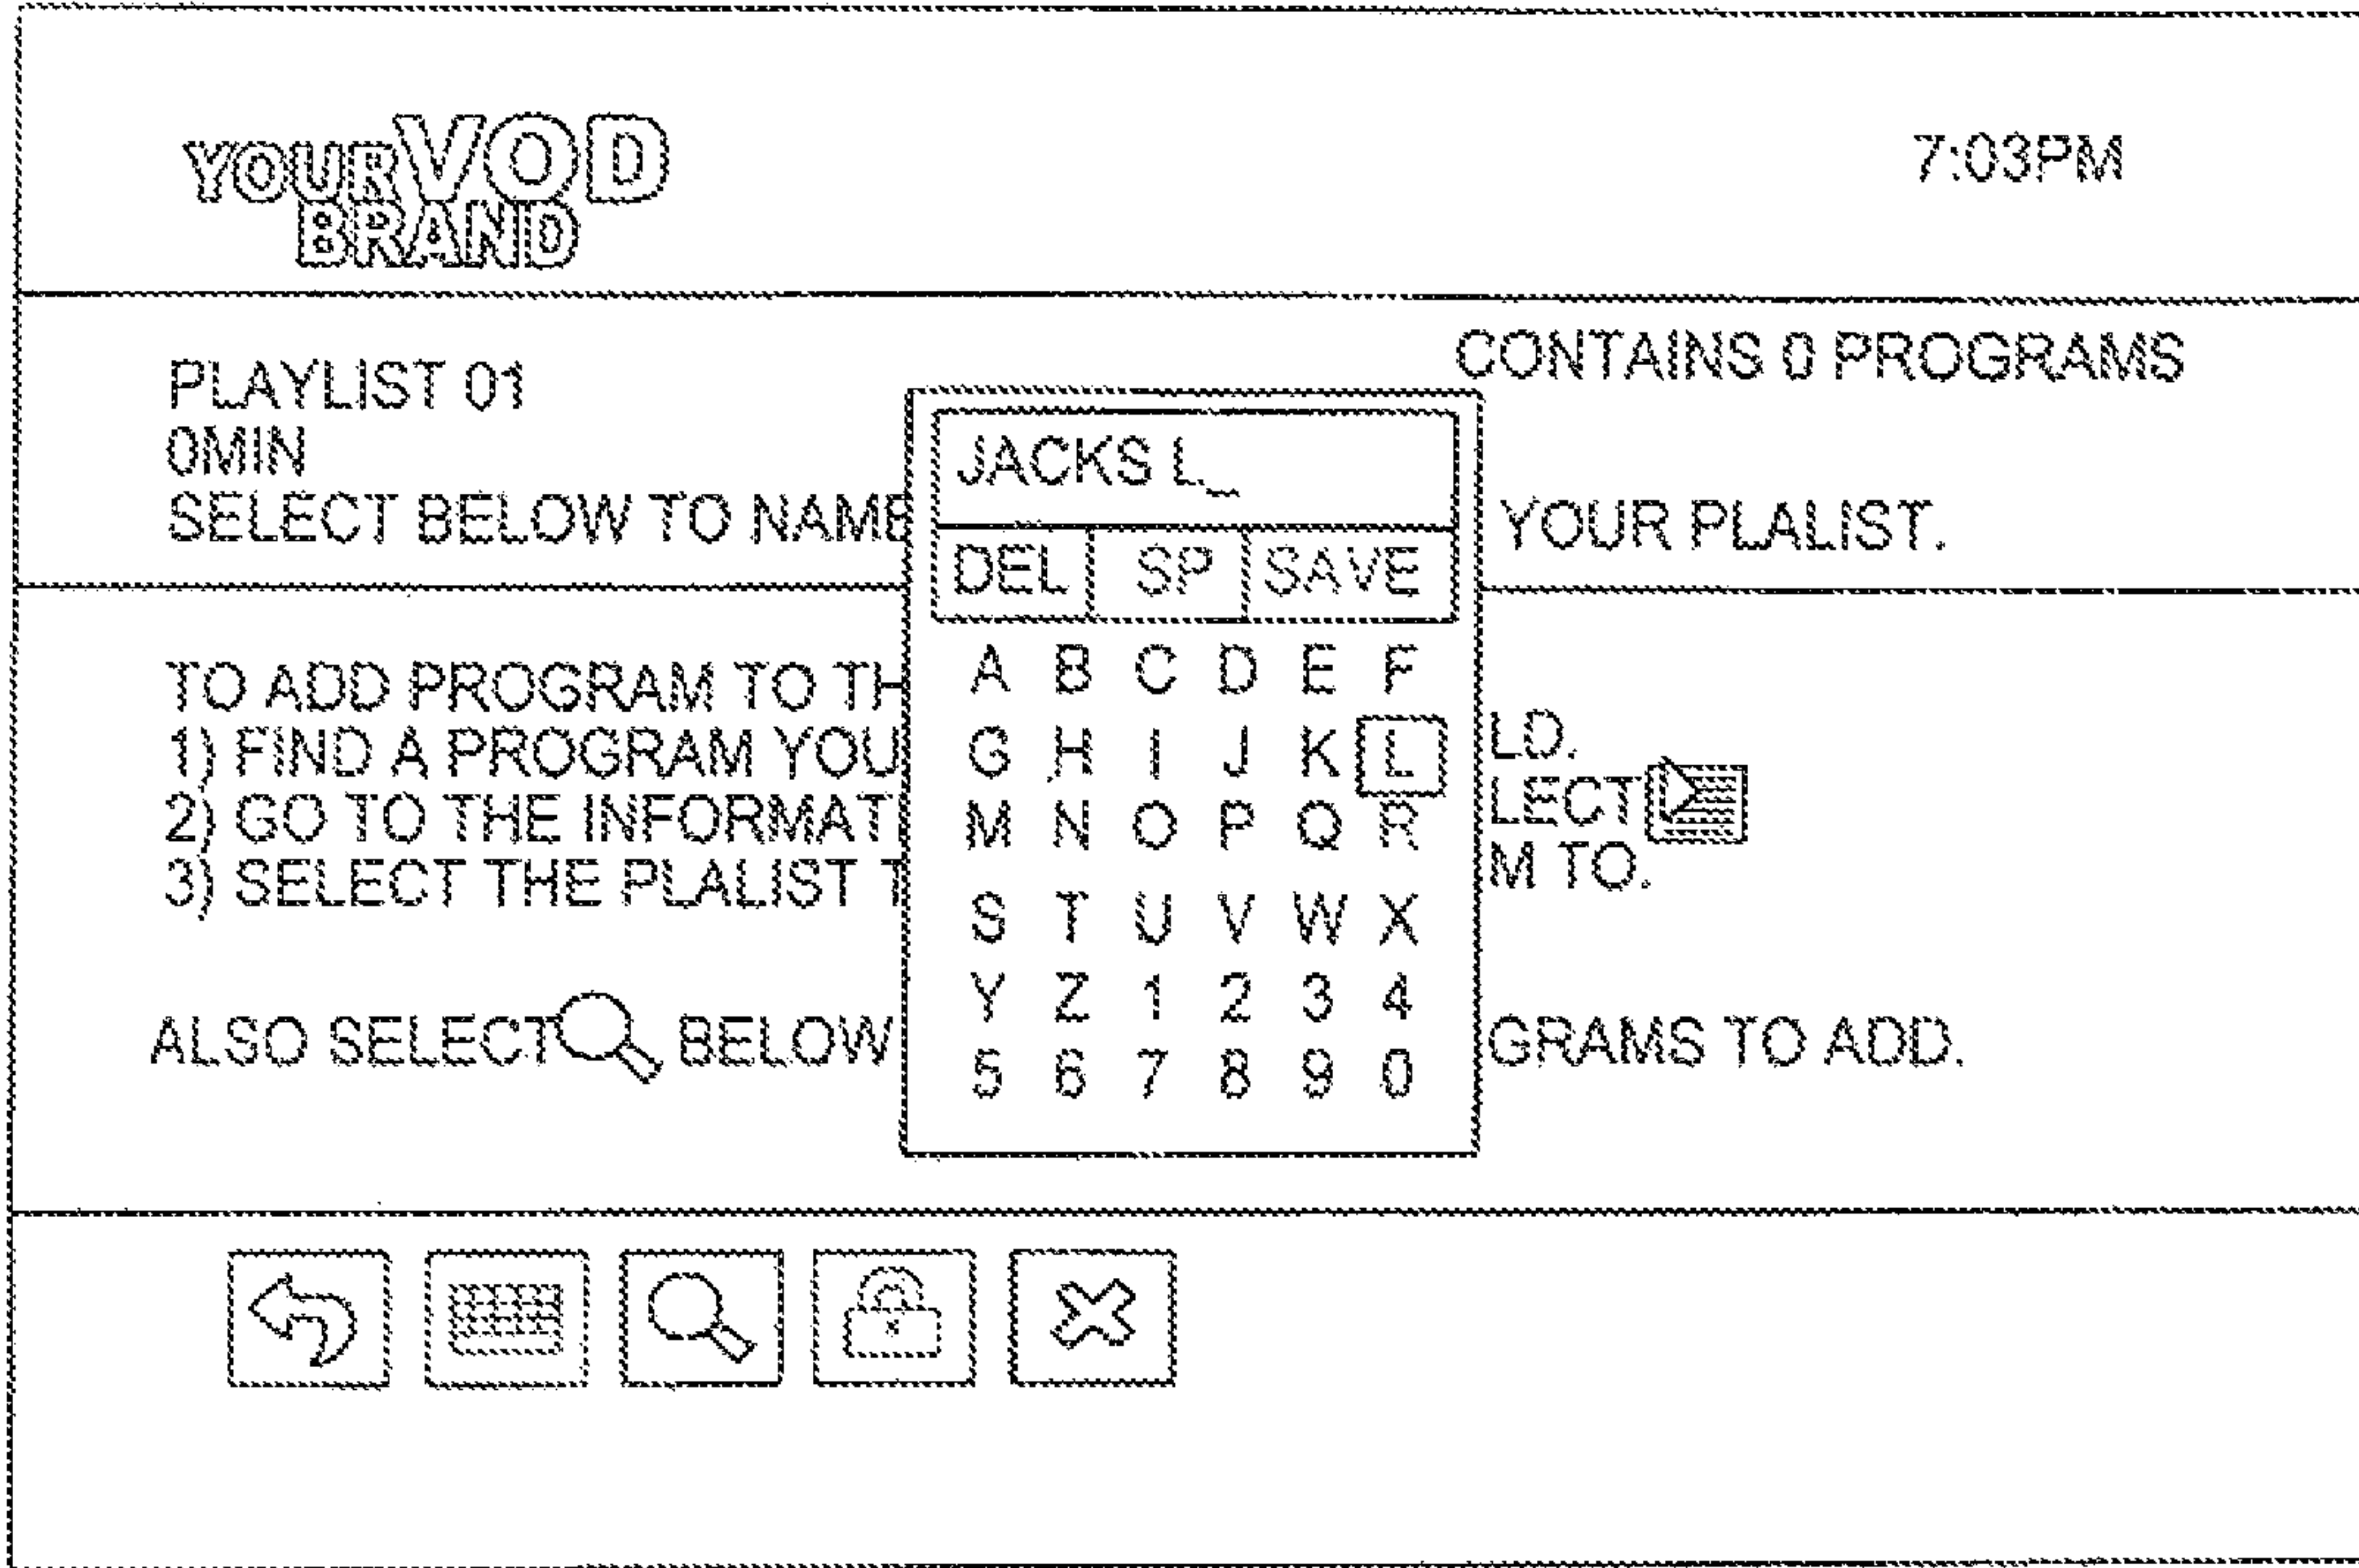 YOUR VOD
BRAND
7:03PM
PLAYLIST 01
CONTAINS 0 PROGRAMS
0MIN
SELECT BELOW TO NAME
YOUR PLALIST.
JACKS L_
DEL SP SAVE
A B C D E F
G H I J K L
M N O P Q R
S T U V W X
Y Z 1 2 3 4
5 6 7 8 9 0
TO ADD PROGRAM TO TH
1) FIND A PROGRAM YOU
LD.
2) GO TO THE INFORMAT
LECT
3) SELECT THE PLALIST T
M TO.
ALSO SELECT BELOW
GRAMS TO ADD.